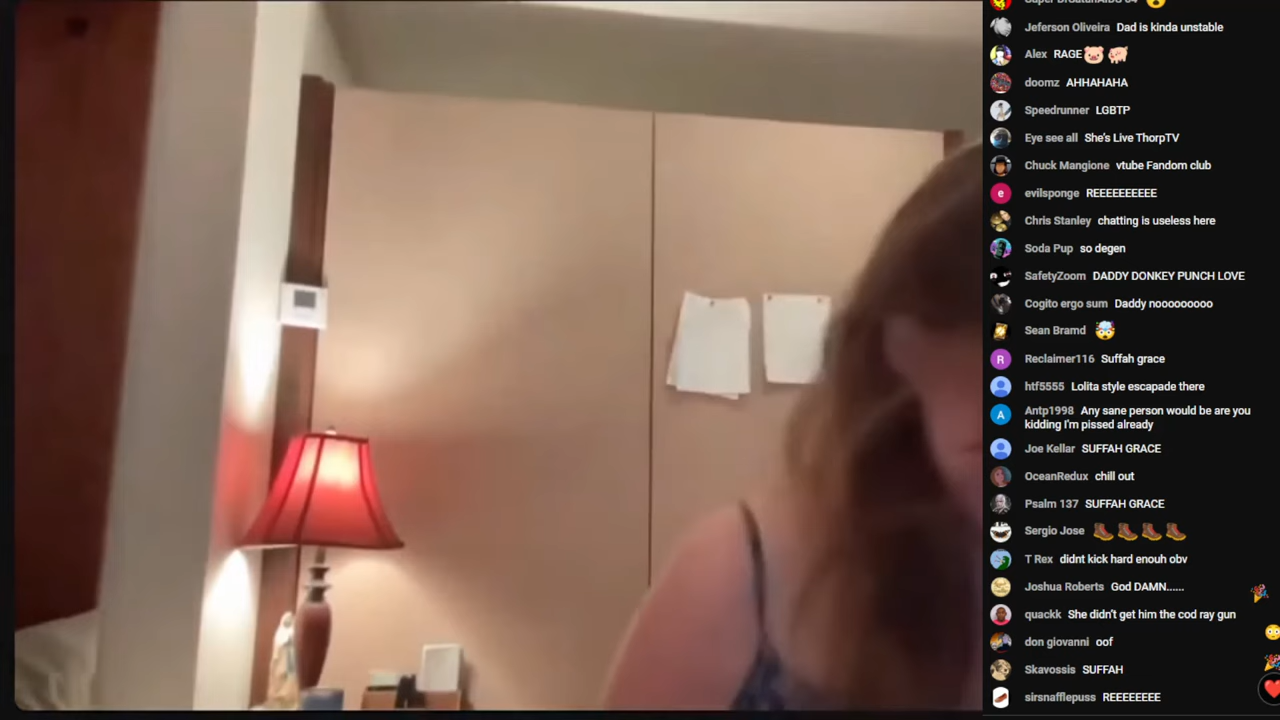 Jeferson Oliveira Dad is kinda unstable
Alex RAGE🐷 🐖
doomz AHHAHAHA
Speedrunner LGBTP
Eye see all She's Live ThorpTV
Chuck Mangione vtube Fandom club
e evilsponge REEEEEEEEEE
Chris Stanley chatting is useless here
Soda Pup so degen
SafetyZoom DADDY DONKEY PUNCH LOVE
Cogito ergo sum Daddy nooooooooo
Sean Bramd 🤯
R Reclaimer116 Suffah grace
htf5555 Lolita style escapade there
A Antp1998 Any sane person would be are you
kidding I'm pissed already
Joe Kellar SUFFAH GRACE
OceanRedux chill out
Psalm 137 SUFFAH GRACE
Sergio Jose 🥾🥾🥾🥾
T Rex didnt kick hard enouh obv
Joshua Roberts God DAMN......
quackk She didn't get him the cod ray gun
don giovanni oof
Skavossis SUFFAH
sirsnafflepuss REEEEEEEE